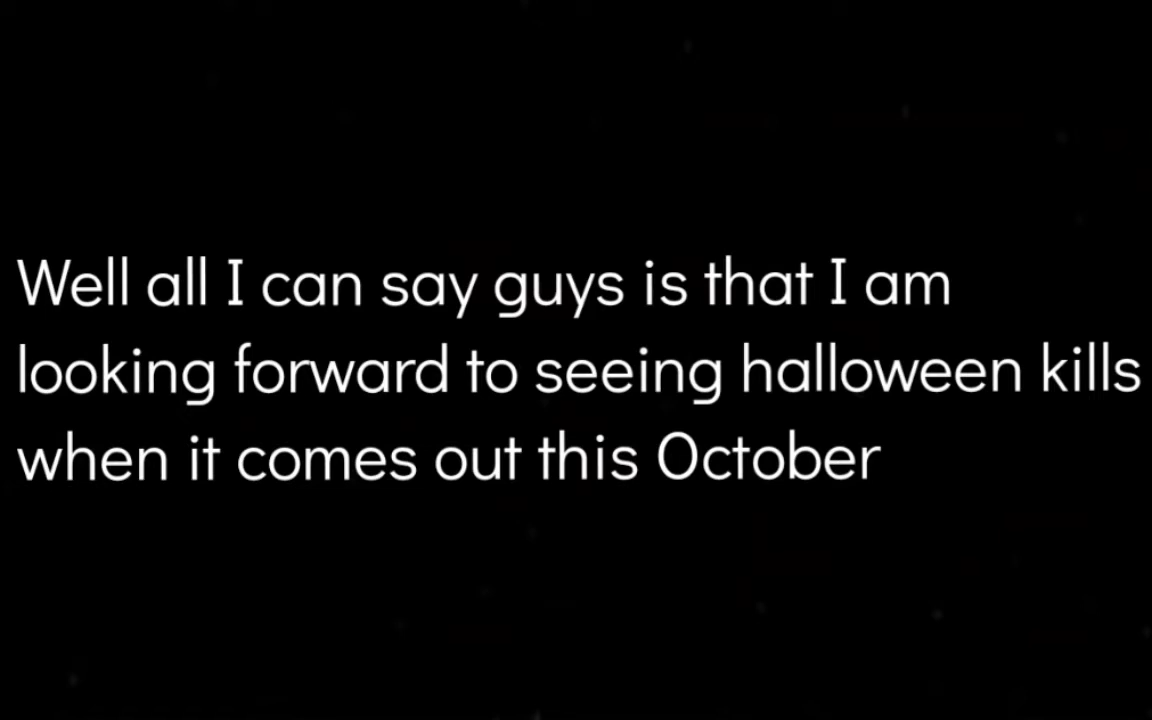 Well all I can say guys is that I am
looking forward to seeing halloween kills
when it comes out this October